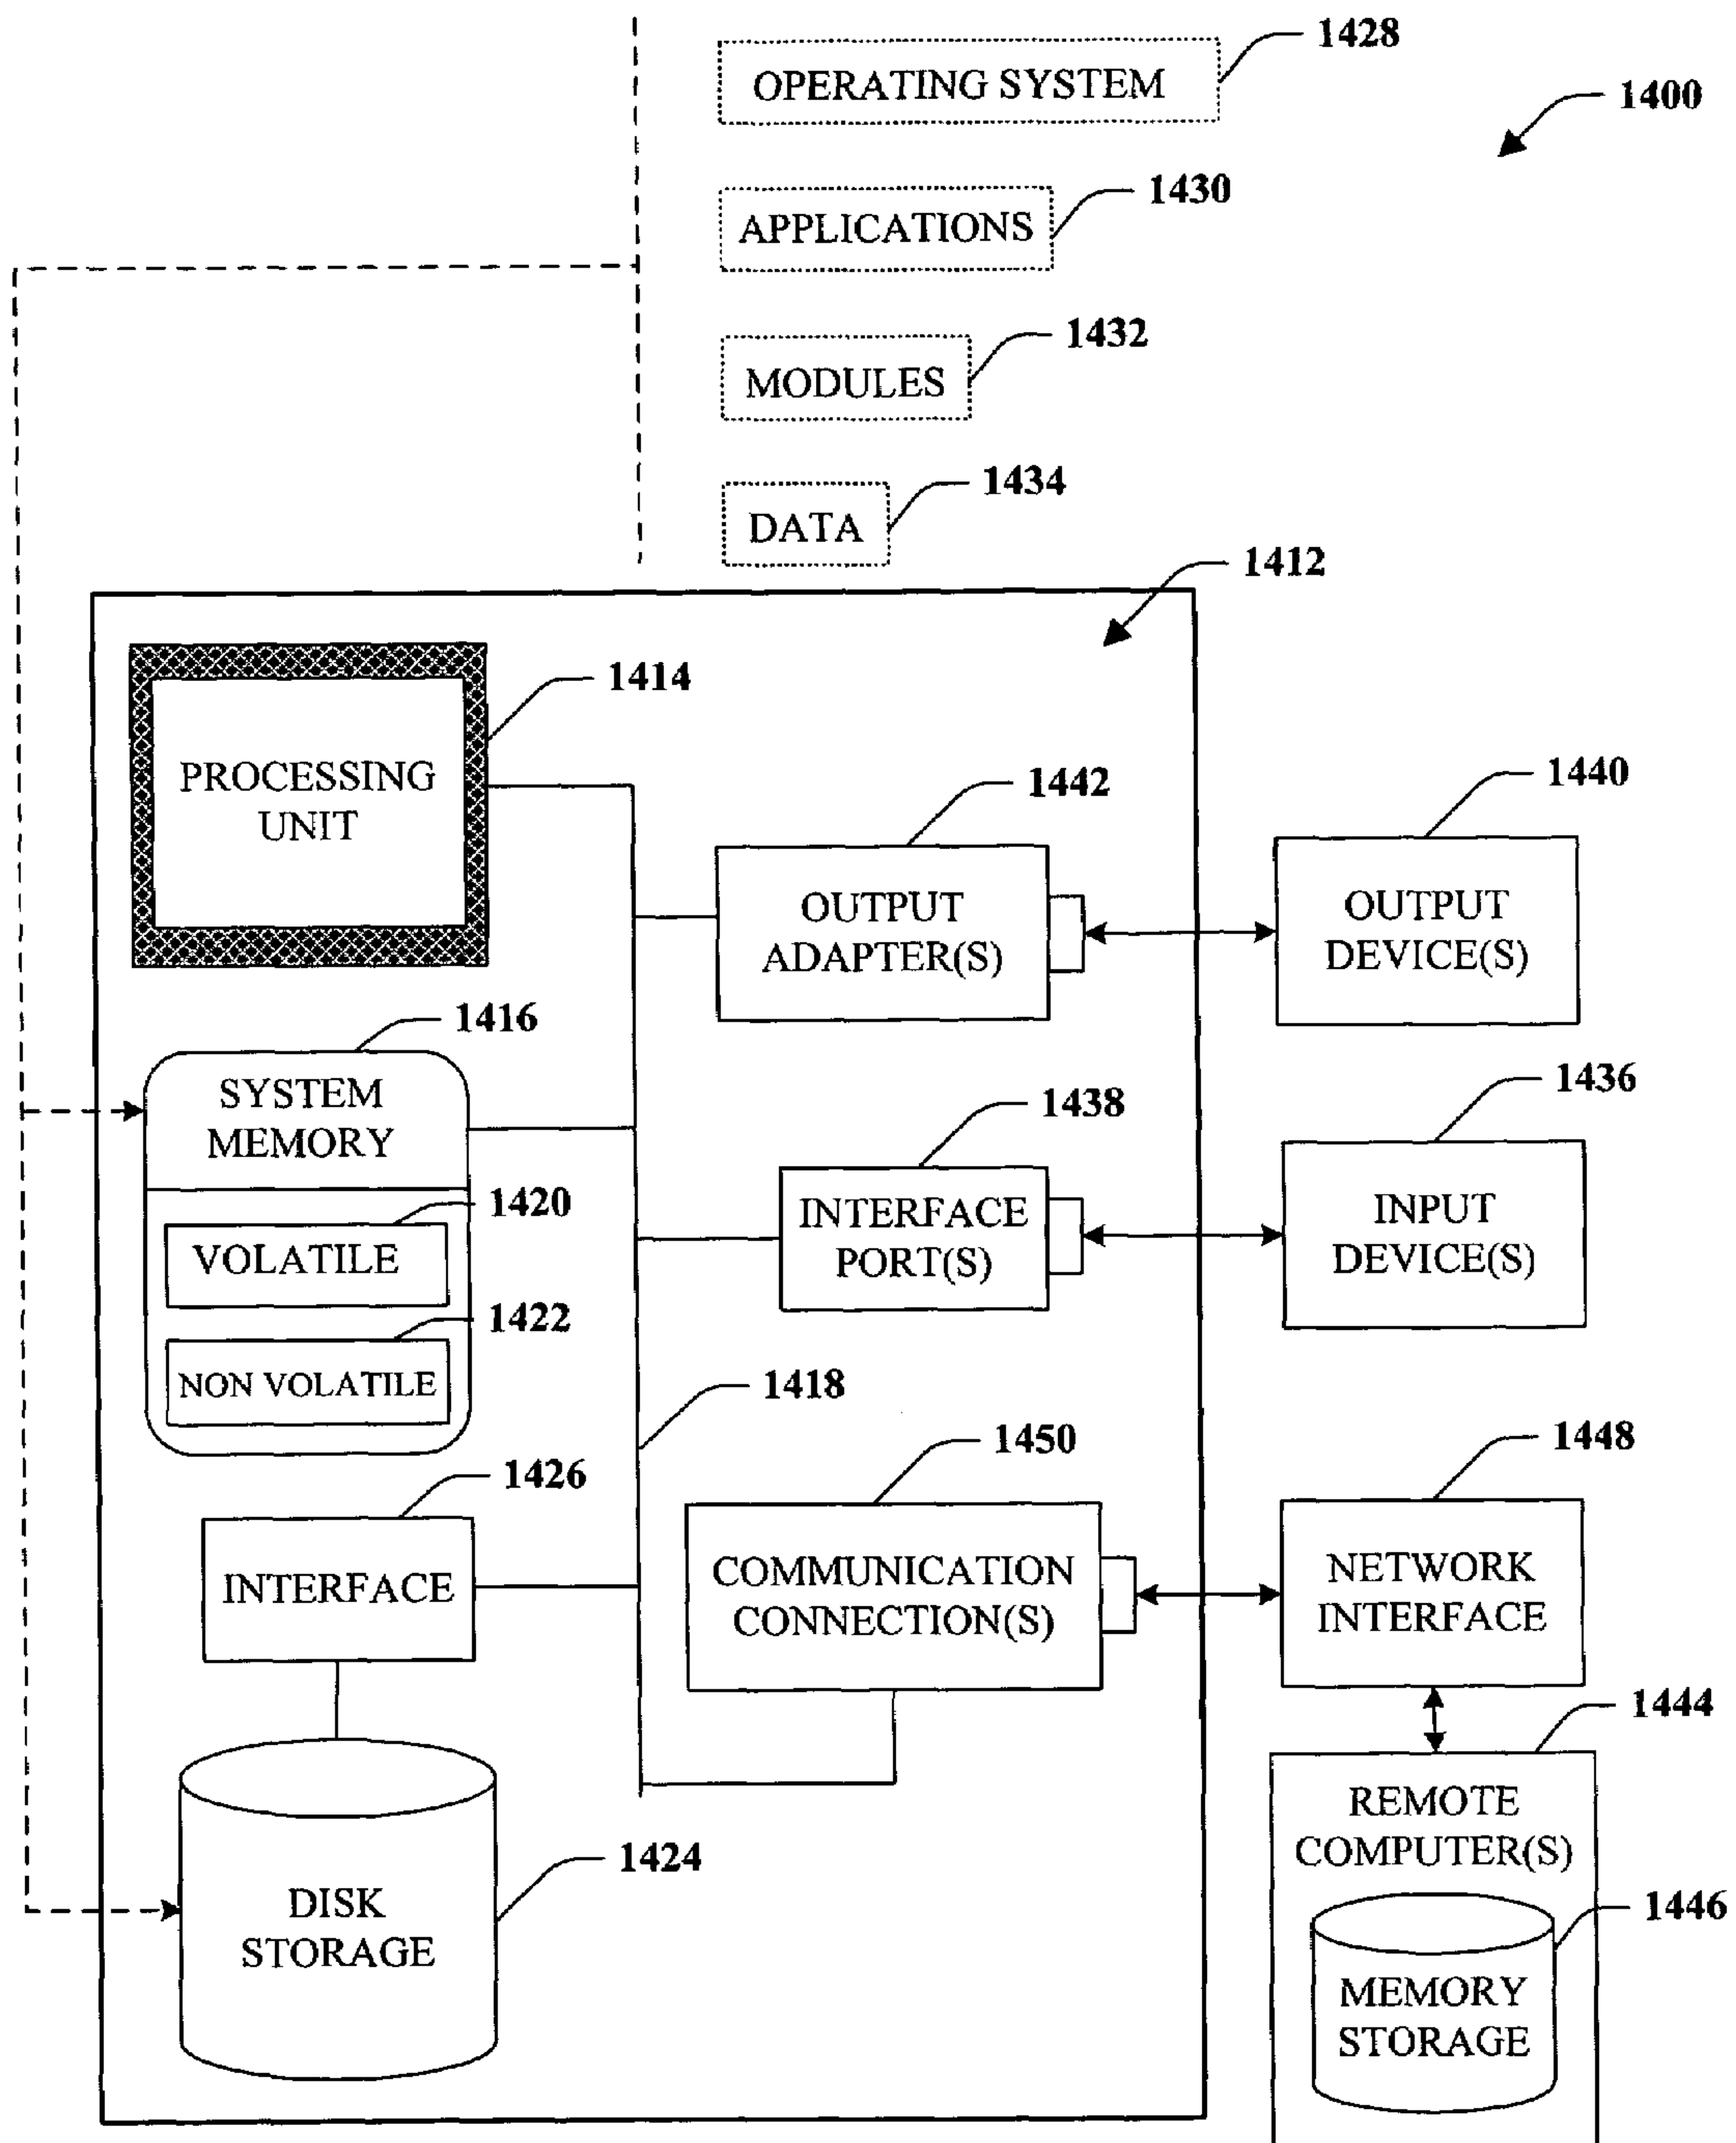 1428
OPERATING SYSTEM
1400
1430
APPLICATIONS
1432
MODULES
1434
DATA
1412
1414
PROCESSING
UNIT
1442
OUTPUT
ADAPTER(S)
1440
OUTPUT
DEVICE(S)
1416
SYSTEM
MEMORY
1438
INTERFACE
PORT(S)
1436
INPUT
DEVICE(S)
1420
VOLATILE
1422
NON VOLATILE
1418
1426
INTERFACE
1450
COMMUNICATION
CONNECTION(S)
1448
NETWORK
INTERFACE
1444
REMOTE
COMPUTER(S)
1424
DISK
STORAGE
1446
MEMORY
STORAGE